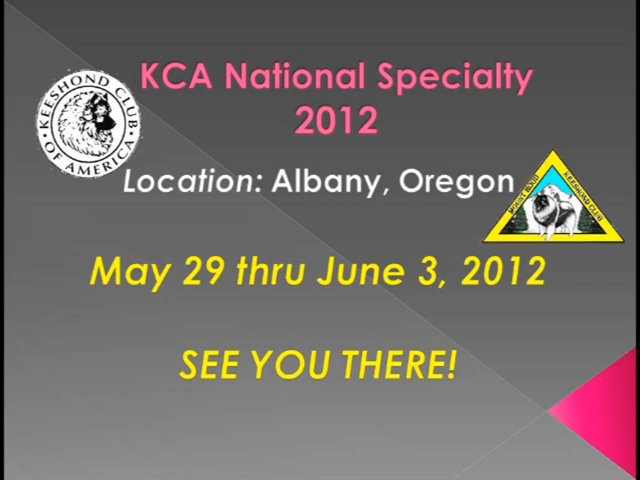 KCA National Specialty
2012
KEESHOND CLUB
OF AMERICA
Location: Albany, Oregon
KEESHOND CLUB
May 29 thru June 3, 2012
SEE YOU THERE!